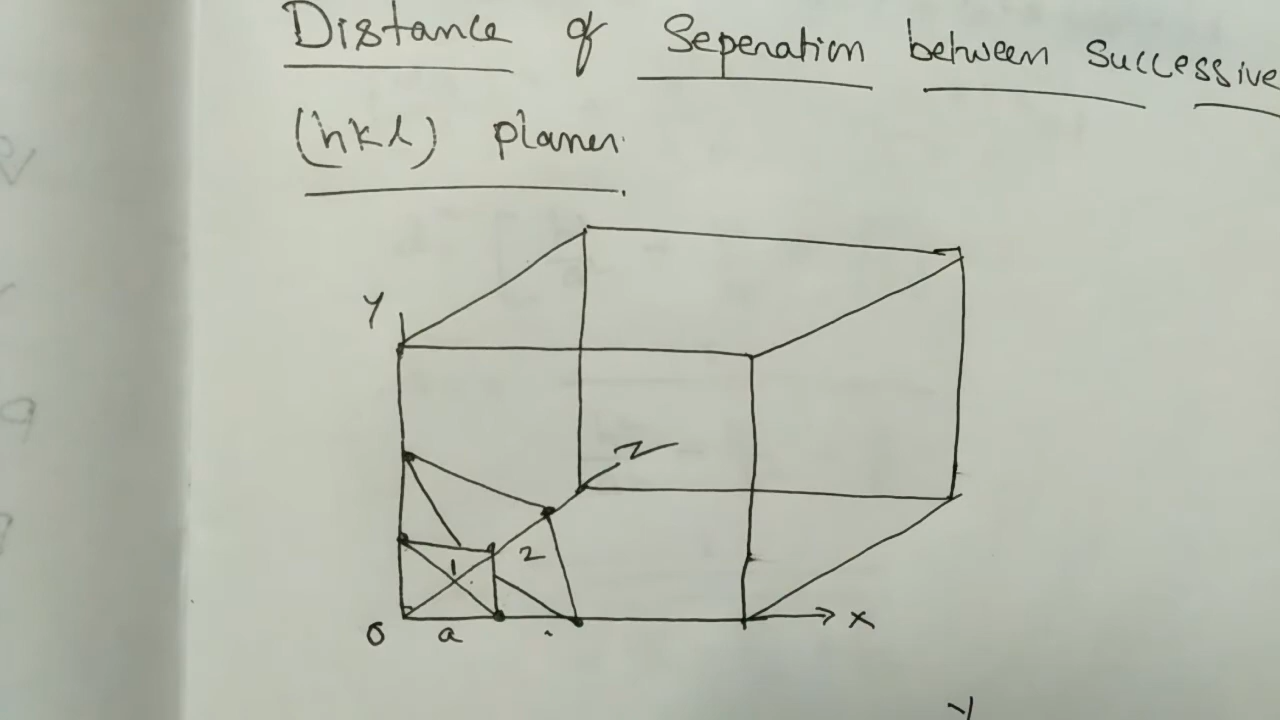 Distance of Seperation between Successive
(hkl) planes.
Y
Z
2
1
O a
X